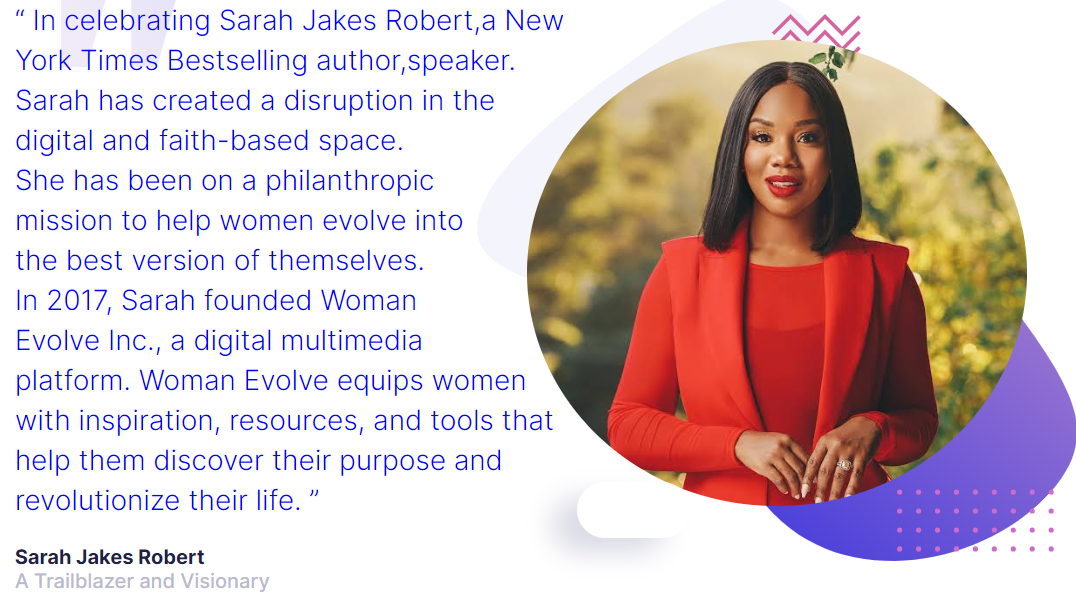 “ In celebrating Sarah Jakes Robert,a New
York Times Bestselling author,speaker.
Sarah has created a disruption in the
digital and faith-based space.
She has been on a philanthropic
mission to help women evolve into
the best version of themselves.
In 2017, Sarah founded Woman
Evolve Inc., a digital multimedia
platform. Woman Evolve equips women
with inspiration, resources, and tools that
help them discover their purpose and
revolutionize their life. ”
Sarah Jakes Robert
A Trailblazer and Visionary